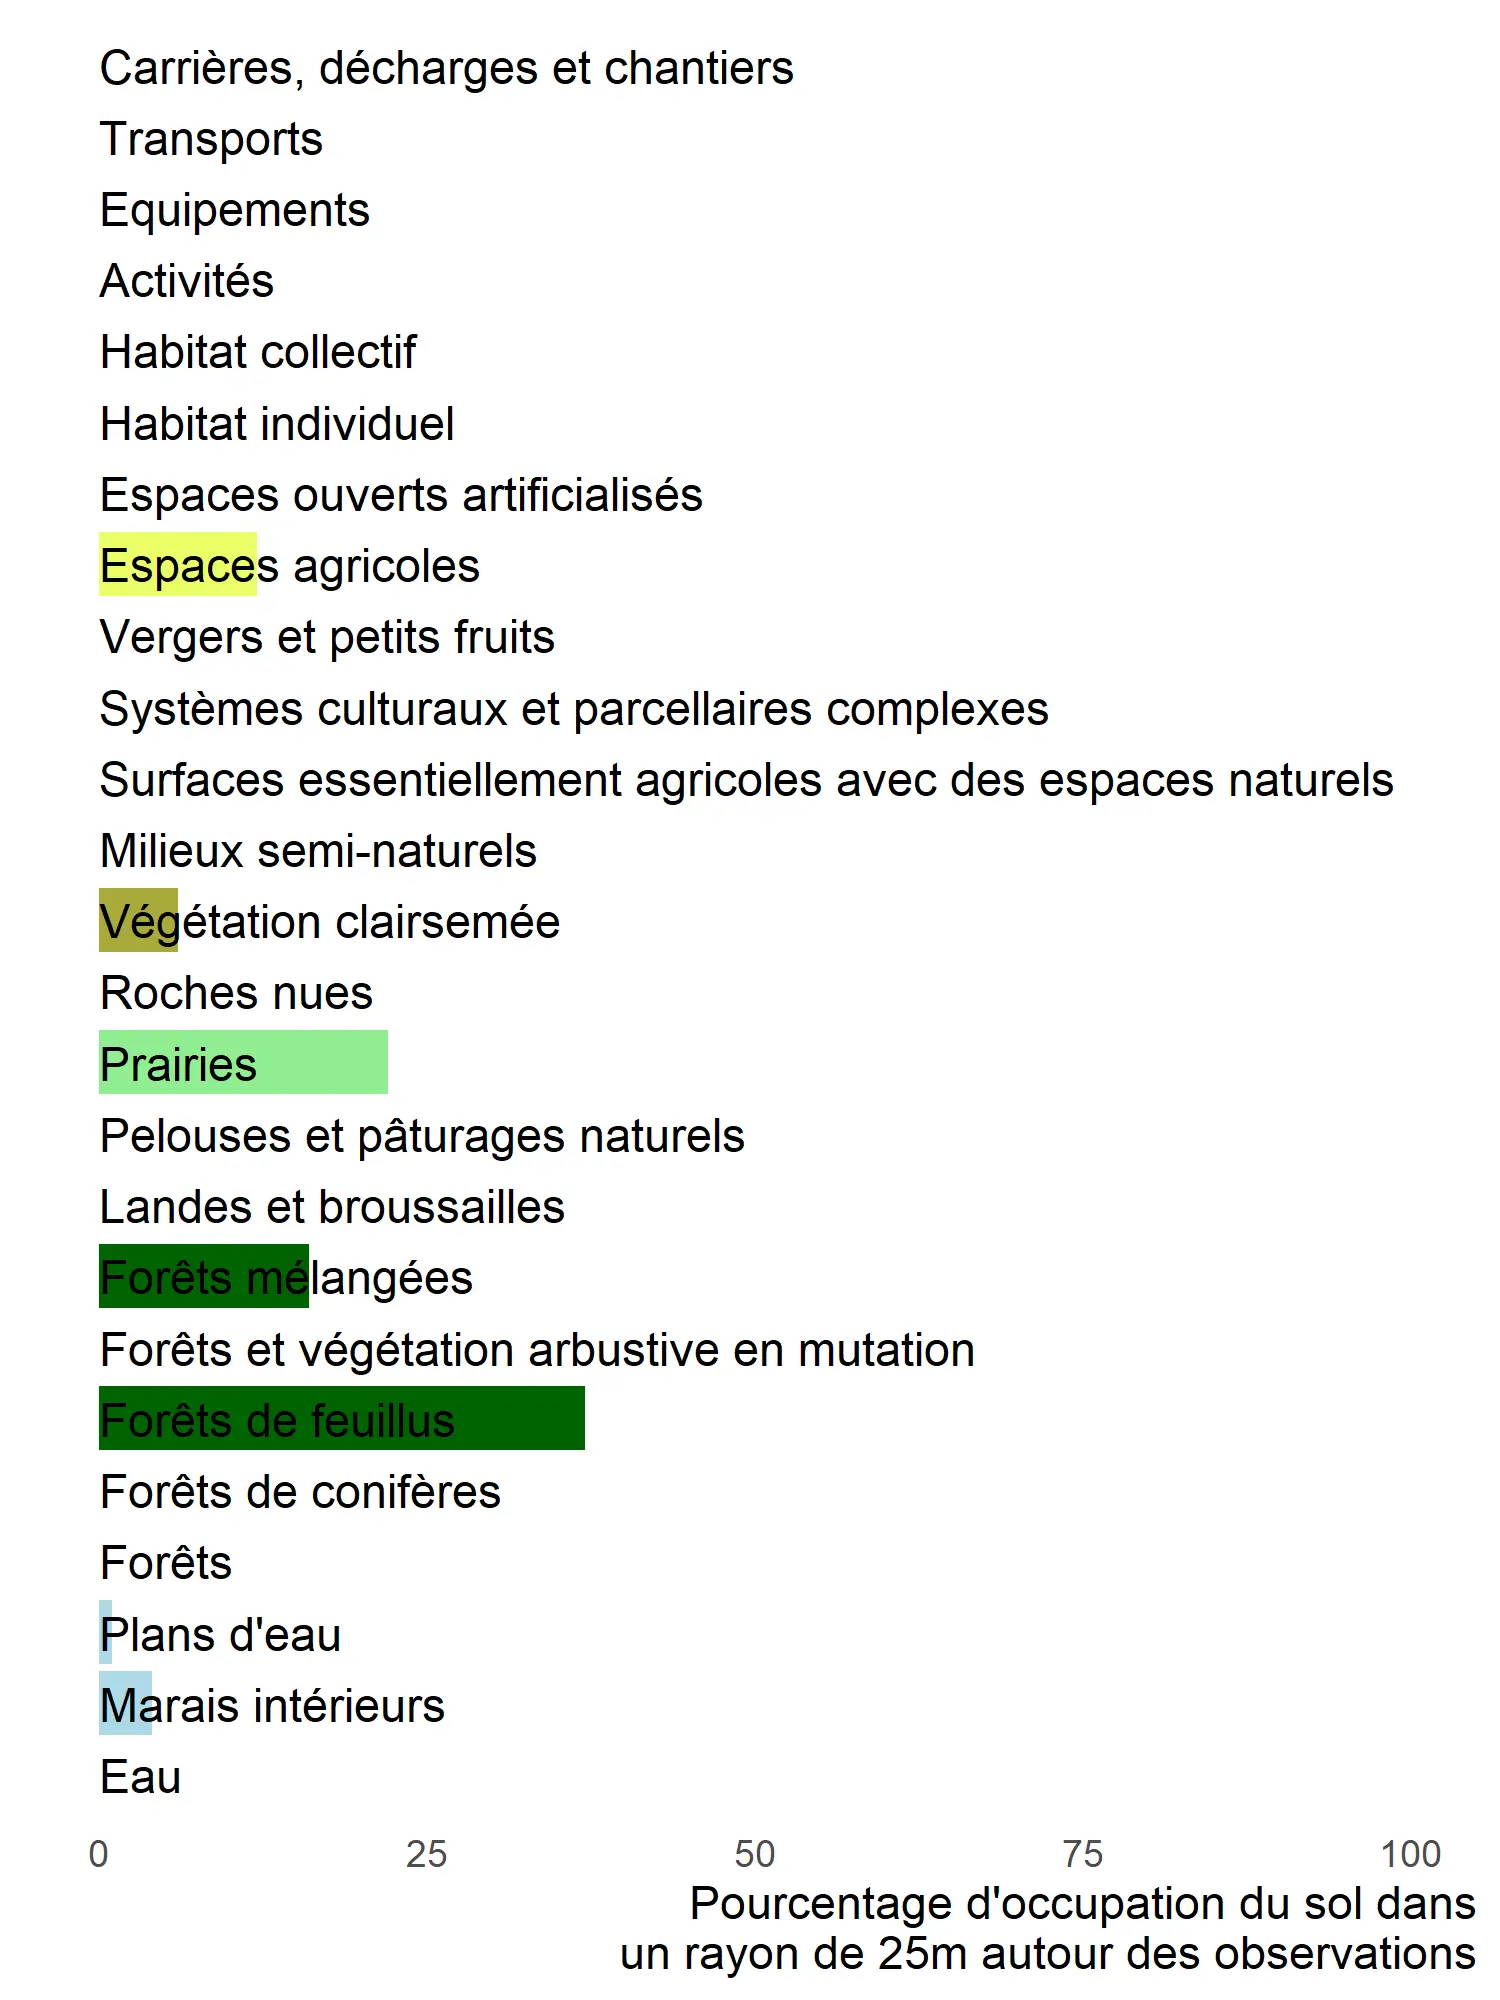 Carrières, décharges et chantiers
Transports
Equipements
Activités
Habitat collectif
Habitat individuel
Espaces ouverts artificialisés
Espaces agricoles
Vergers et petits fruits
Systèmes culturaux et parcellaires complexes
Surfaces essentiellement agricoles avec des espaces naturels
Milieux semi-naturels
Végétation clairsemée
Roches nues
Prairies
Pelouses et pâturages naturels
Landes et broussailles
Forêts mélangées
Forêts et végétation arbustive en mutation
Forêts de feuillus
Forêts de conifères
Forêts
Plans d'eau
Marais intérieurs
Eau
0 25 50 75 100
Pourcentage d'occupation du sol dans
un rayon de 25m autour des observations